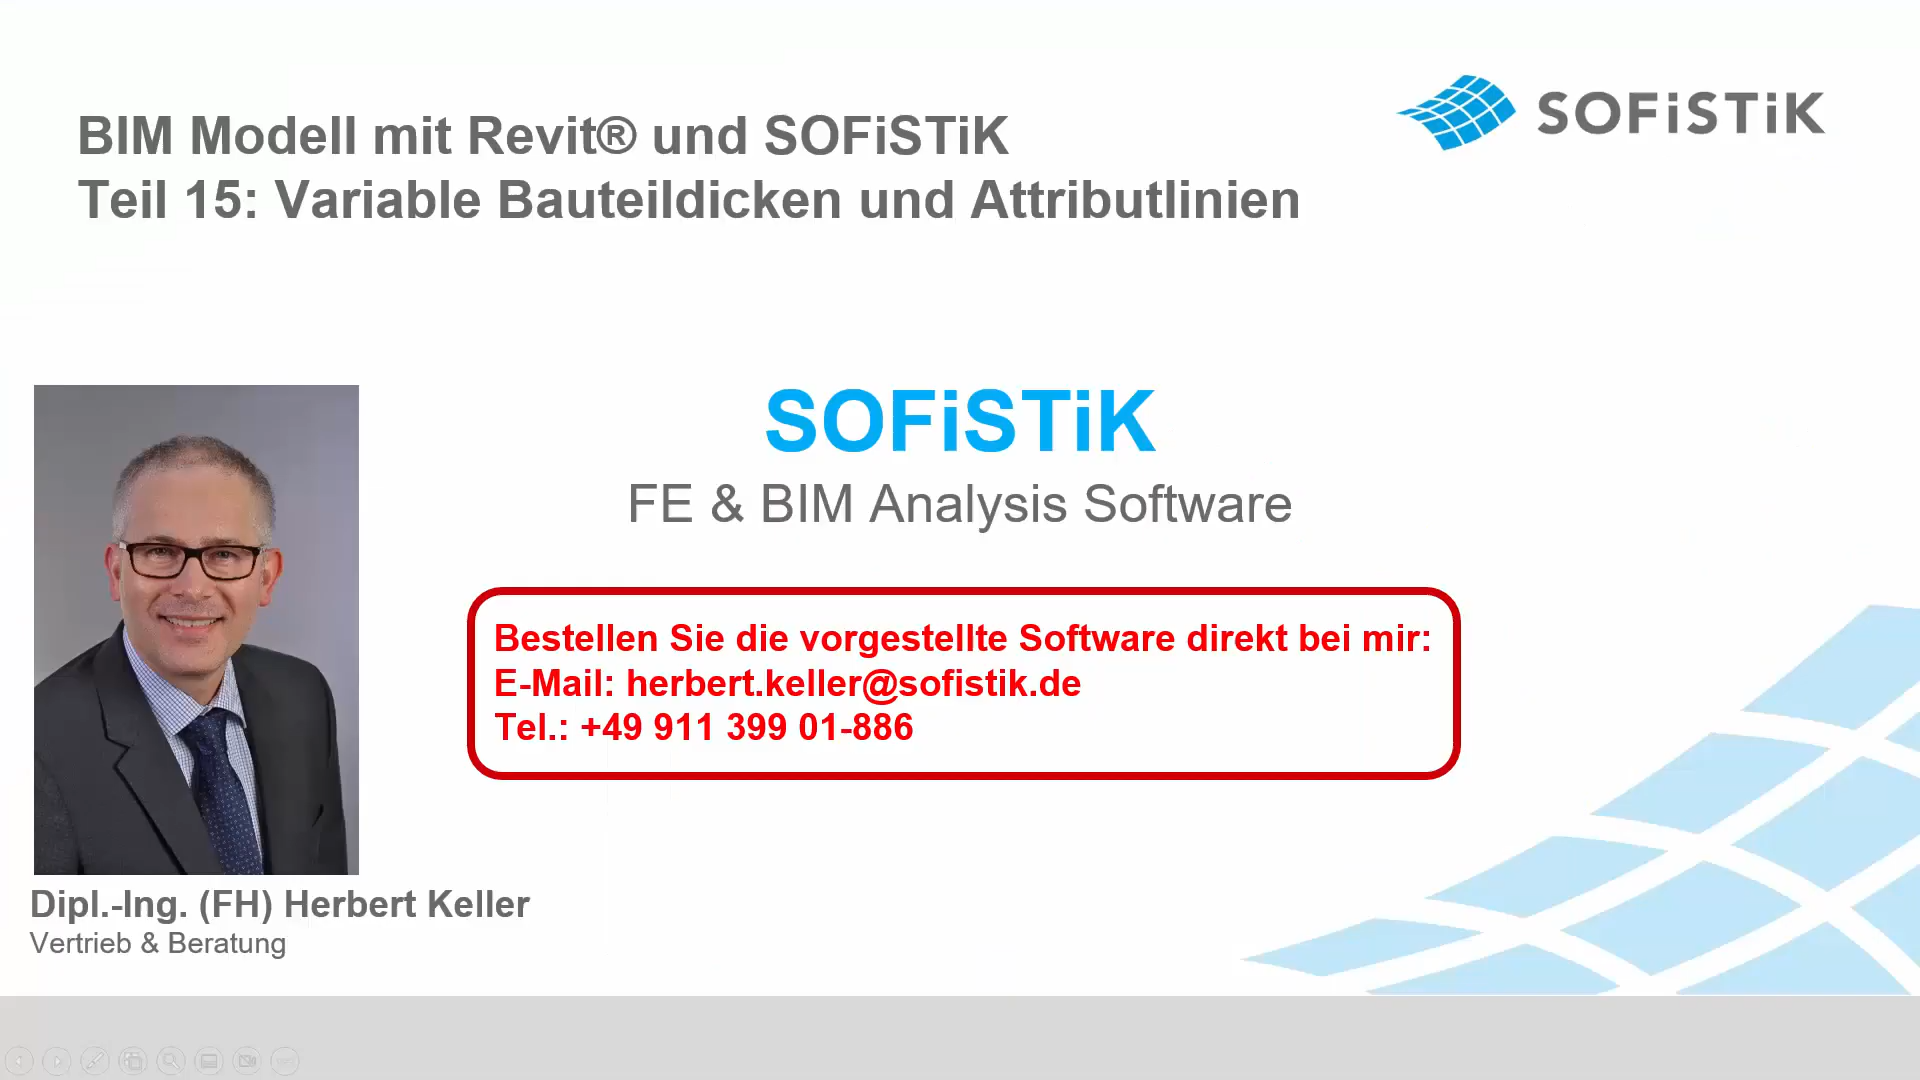 BIM Modell mit Revit® und SOFiSTiK
Teil 15: Variable Bauteildicken und Attributlinien
SOFiSTiK
SOFiSTiK
FE & BIM Analysis Software
Bestellen Sie die vorgestellte Software direkt bei mir:
E-Mail: herbert.keller@sofistik.de
Tel.: +49 911 399 01-886
Dipl.-Ing. (FH) Herbert Keller
Vertrieb & Beratung